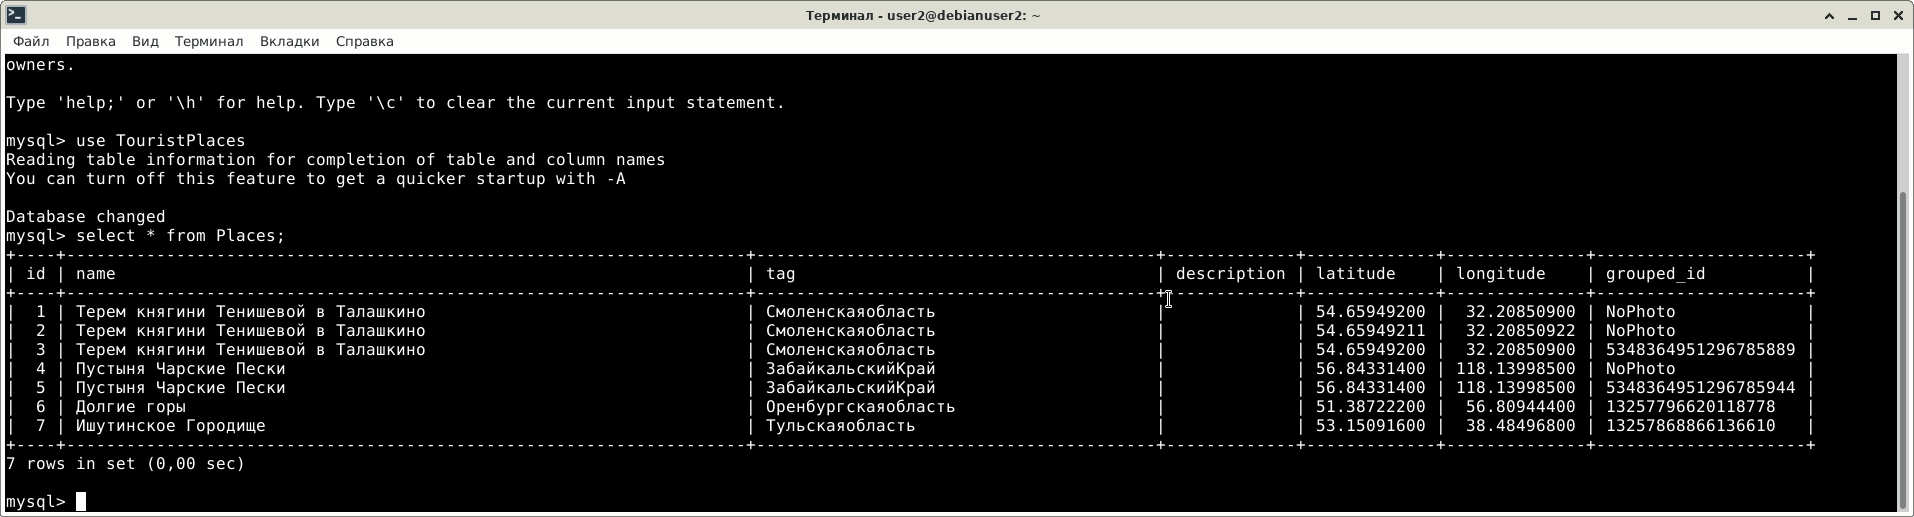 Терминал - user2@debianuser2: ~
Файл Правка Вид Терминал Вкладки Справка
owners.
Type 'help;' or '\h' for help. Type '\c' to clear the current input statement.
mysql> use TouristPlaces
Reading table information for completion of table and column names
You can turn off this feature to get a quicker startup with -A
Database changed
mysql> select * from Places;
+----+--------------------------------------------------------------------+----------------------------------------+-------------+-------------+--------------+---------------------+
| id | name | tag | description | latitude | longitude | grouped_id |
+----+--------------------------------------------------------------------+----------------------------------------+-------------+-------------+--------------+---------------------+
| 1 | Терем княгини Тенишевой в Талашкино | Смоленскаяобласть | | 54.65949200 | 32.20850900 | NoPhoto |
| 2 | Терем княгини Тенишевой в Талашкино | Смоленскаяобласть | | 54.65949211 | 32.20850922 | NoPhoto |
| 3 | Терем княгини Тенишевой в Талашкино | Смоленскаяобласть | | 54.65949200 | 32.20850900 | 5348364951296785889 |
| 4 | Пустыня Чарские Пески | ЗабайкальскийКрай | | 56.84331400 | 118.13998500 | NoPhoto |
| 5 | Пустыня Чарские Пески | ЗабайкальскийКрай | | 56.84331400 | 118.13998500 | 5348364951296785944 |
| 6 | Долгие горы | Оренбургскаяобласть | | 51.38722200 | 56.80944400 | 13257796620118778 |
| 7 | Ишутинское Городище | Тульскаяобласть | | 53.15091600 | 38.48496800 | 13257868866136610 |
+----+--------------------------------------------------------------------+----------------------------------------+-------------+-------------+--------------+---------------------+
7 rows in set (0,00 sec)
mysql>